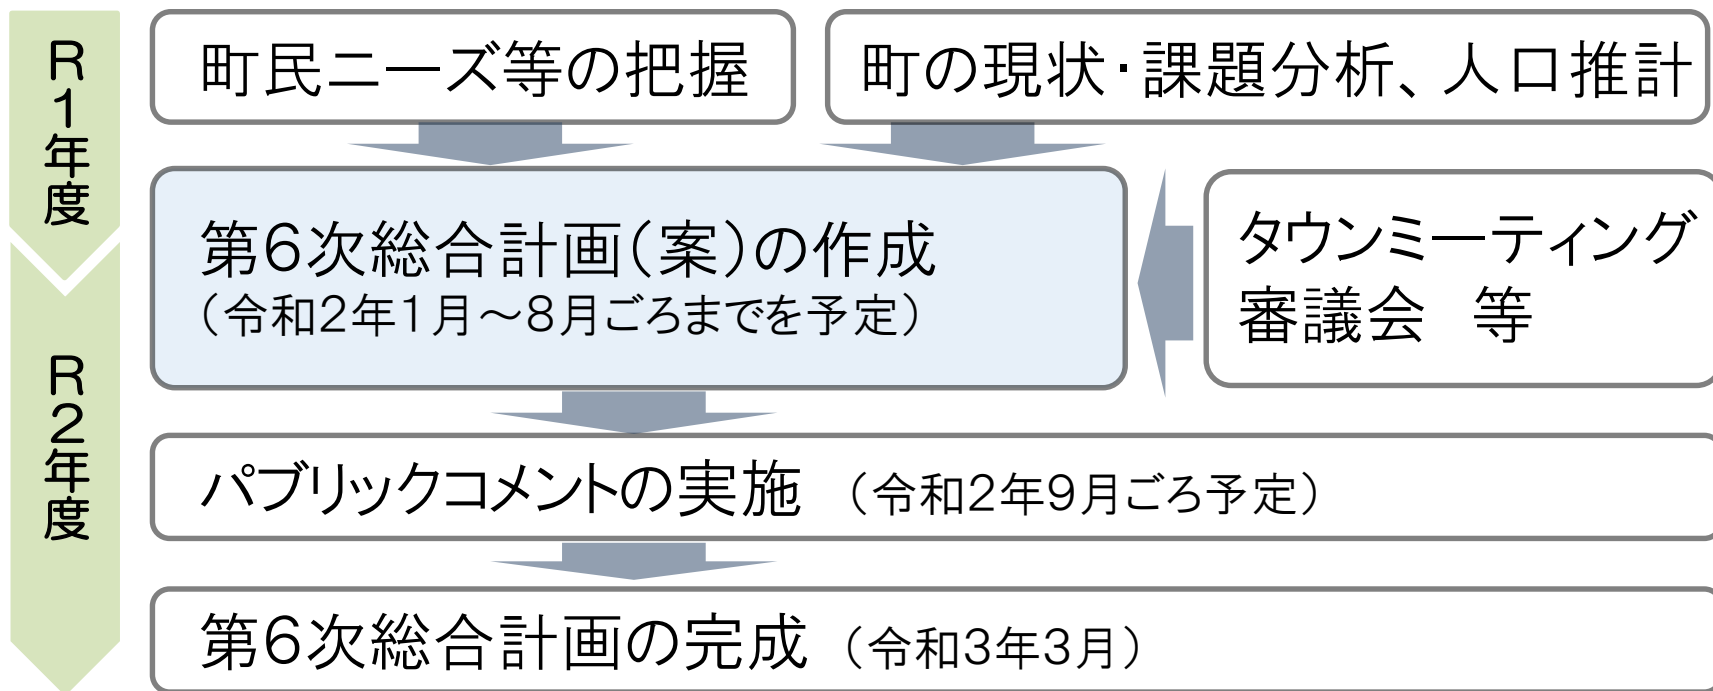 R1年度
町民ニーズ等の把握
町の現状・課題分析、人口推計
第6次総合計画(案)の作成
(令和2年1月～8月ごろまでを予定)
タウンミーティング
審議会　等
R2年度
パブリックコメントの実施 (令和2年9月ごろ予定)
第6次総合計画の完成 (令和3年3月)